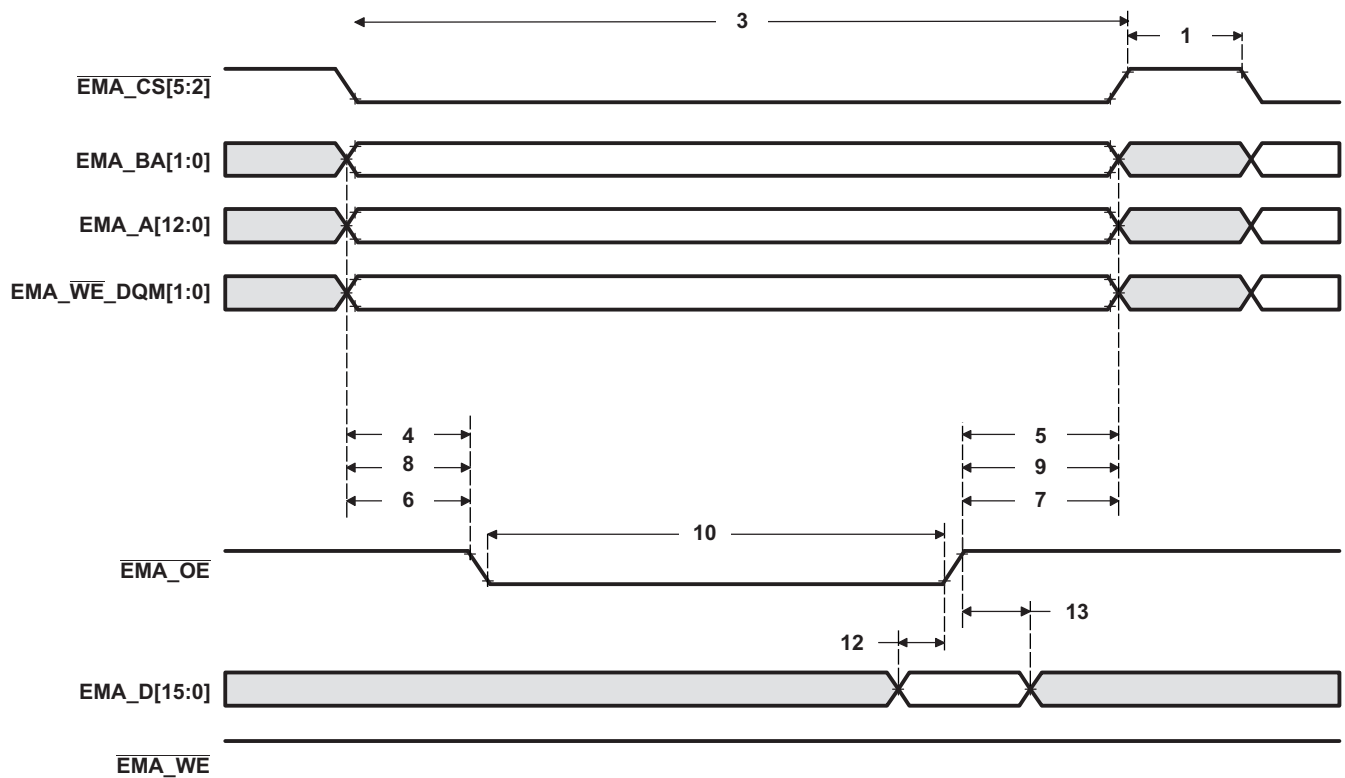 3
1
EMA_CS[5:2]
EMA_BA[1:0]
EMA_A[12:0]
EMA_WE_DQM[1:0]
4
5
8
9
6
7
10
EMA_OE
13
12
EMA_D[15:0]
EMA_WE